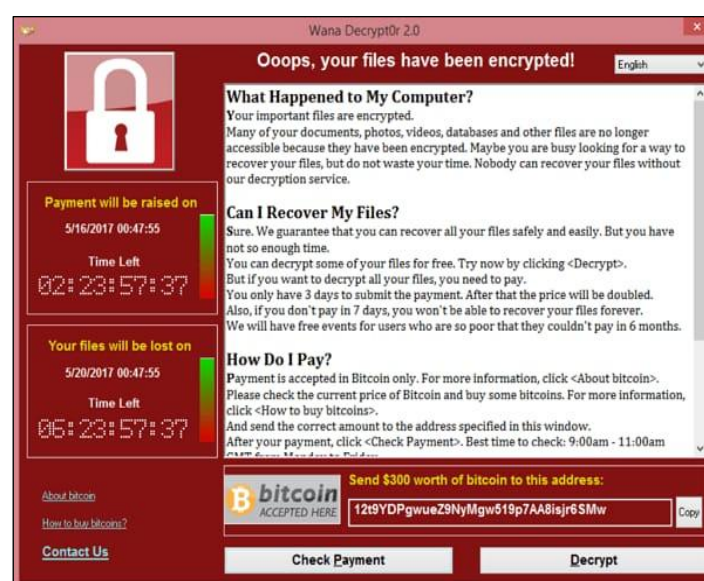 Wana Decrypt0r 2.0
Ooops, your files have been encrypted!
English
Payment will be raised on
5/16/2017 00:47:55
Time Left
02:23:57:37
Your files will be lost on
5/20/2017 00:47:55
Time Left
06:23:57:37
About bitcoin
How to buy bitcoins?
Contact Us
What Happened to My Computer?
Your important files are encrypted.
Many of your documents, photos, videos, databases and other files are no longer
accessible because they have been encrypted. Maybe you are busy looking for a way to
recover your files, but do not waste your time. Nobody can recover your files without
our decryption service.
Can I Recover My Files?
Sure. We guarantee that you can recover all your files safely and easily. But you have
not so enough time.
You can decrypt some of your files for free. Try now by clicking <Decrypt>.
But if you want to decrypt all your files, you need to pay.
You only have 3 days to submit the payment. After that the price will be doubled.
Also, if you don't pay in 7 days, you won't be able to recover your files forever.
We will have free events for users who are so poor that they couldn't pay in 6 months.
How Do I Pay?
Payment is accepted in Bitcoin only. For more information, click <About bitcoin>.
Please check the current price of Bitcoin and buy some bitcoins. For more information,
click <How to buy bitcoins>.
And send the correct amount to the address specified in this window.
After your payment, click <Check Payment>. Best time to check: 9:00am - 11:00am
GMT from Monday to Friday
bitcoin
ACCEPTED HERE
Send $300 worth of bitcoin to this address:
12t9YDPgwueZ9NyMgw519p7AA8isjr6SMw
Copy
Check Payment
Decrypt